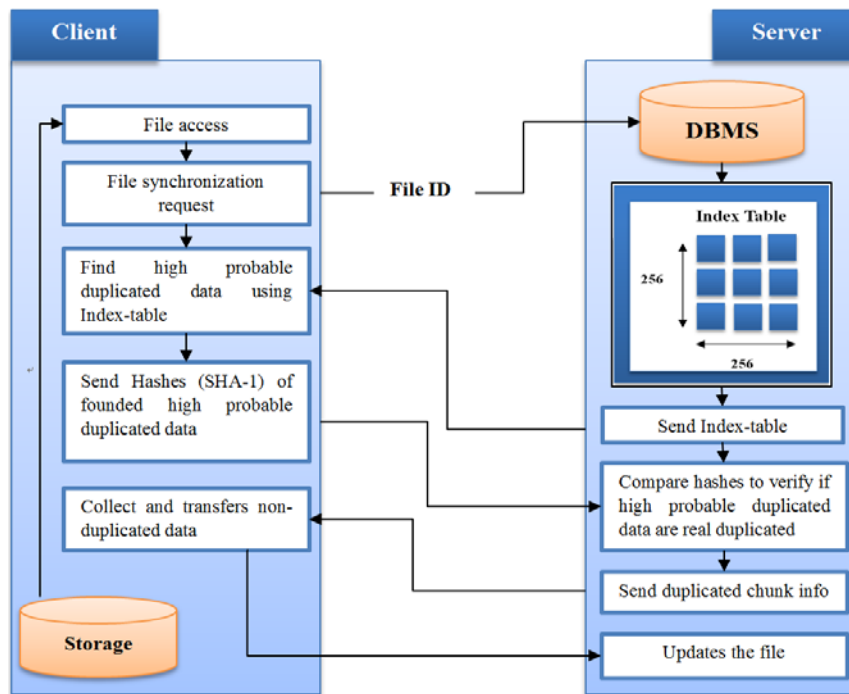 Client
Server
File access
File synchronization
request
Find high probable
duplicated data using
Index-table
Send Hashes (SHA-1) of
founded high probable
duplicated data
Collect and transfers non-
duplicated data
Storage
File ID
DBMS
Index Table
256
256
Send Index-table
Compare hashes to verify if
high probable duplicated
data are real duplicated
Send duplicated chunk info
Updates the file